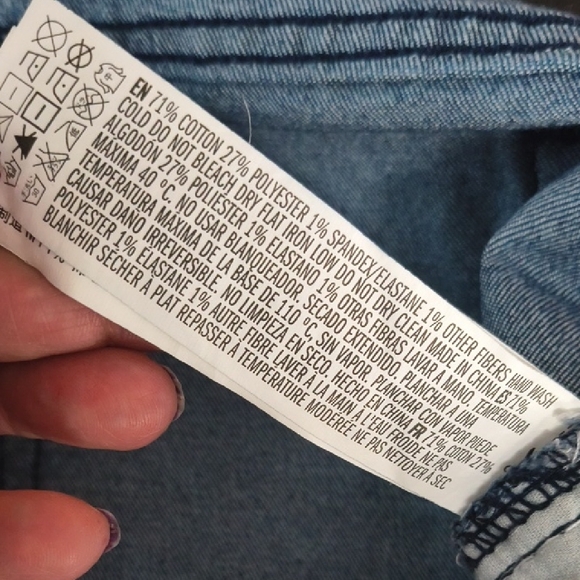 EN 71% COTTON 27% POLYESTER 1% SPANDEX/ELASTANE 1% OTHER FIBERS HAND WASH
COLD DO NOT BLEACH DRY FLAT IRON LOW DO NOT DRY CLEAN MADE IN CHINA ES 71%
ALGODÓN 27% POLIESTER 1% ELASTANO 1% OTRAS FIBRAS LAVAR A MANO. TEMPERATURA
MÁXIMA 40 °C. NO USAR BLANQUEADOR. SECADO EXTENDIDO. PLANCHAR A UNA
TEMPERATURA MÁXIMA DE LA BASE DE 110 °C, SIN VAPOR. PLANCHAR CON VAPOR PUEDE
CAUSAR DAÑO IRREVERSIBLE. NO LIMPIEZA EN SECO. HECHO EN CHINA FR 71% COTON 27%
POLYESTER 1% ELASTANE 1% AUTRE FIBRE LAVER A LA MAIN À L'EAU FROIDE NE PAS
BLANCHIR SÉCHER À PLAT REPASSER À TEMPÉRATURE MODÉRÉE NE PAS NETTOYER À SEC